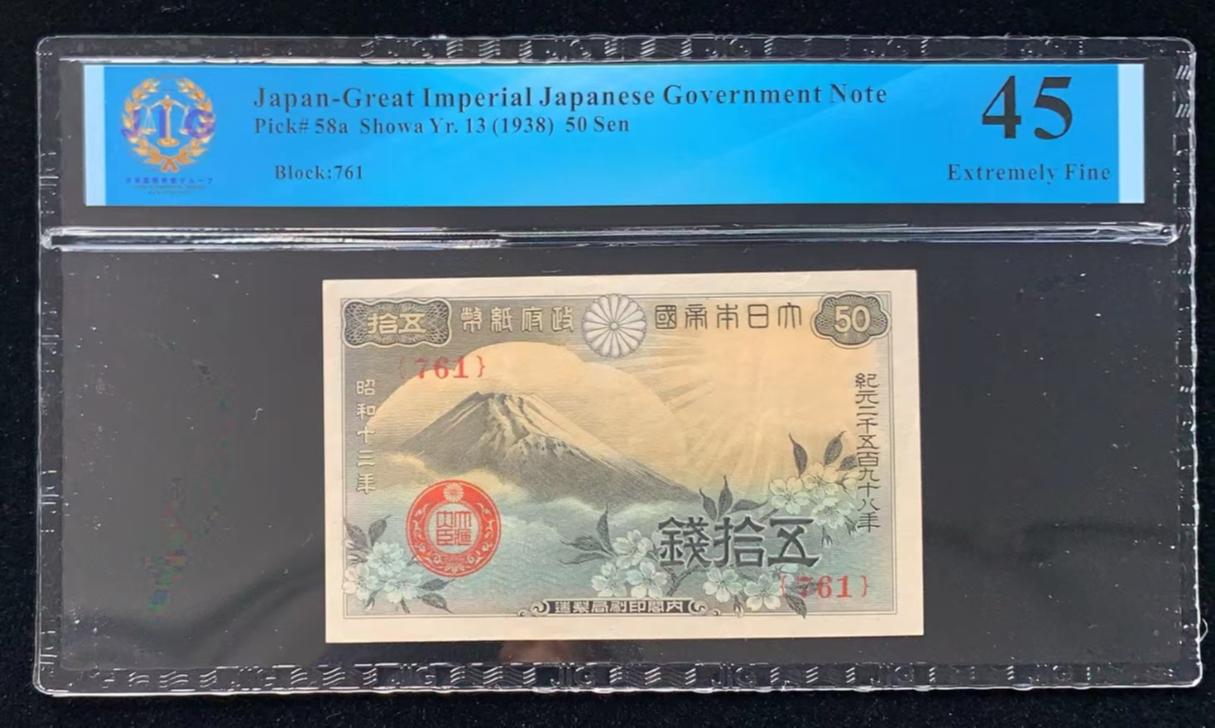 JIG
Japan-Great Imperial Japanese Government Note
Pick# 58a Showa Yr. 13 (1938) 50 Sen
Block:761
45
Extremely Fine
大日本帝國
政府紙幣
50
五拾
{761}
昭和十三年
紀元二千五百九十八年
五拾錢
{761}
内閣印刷局製造